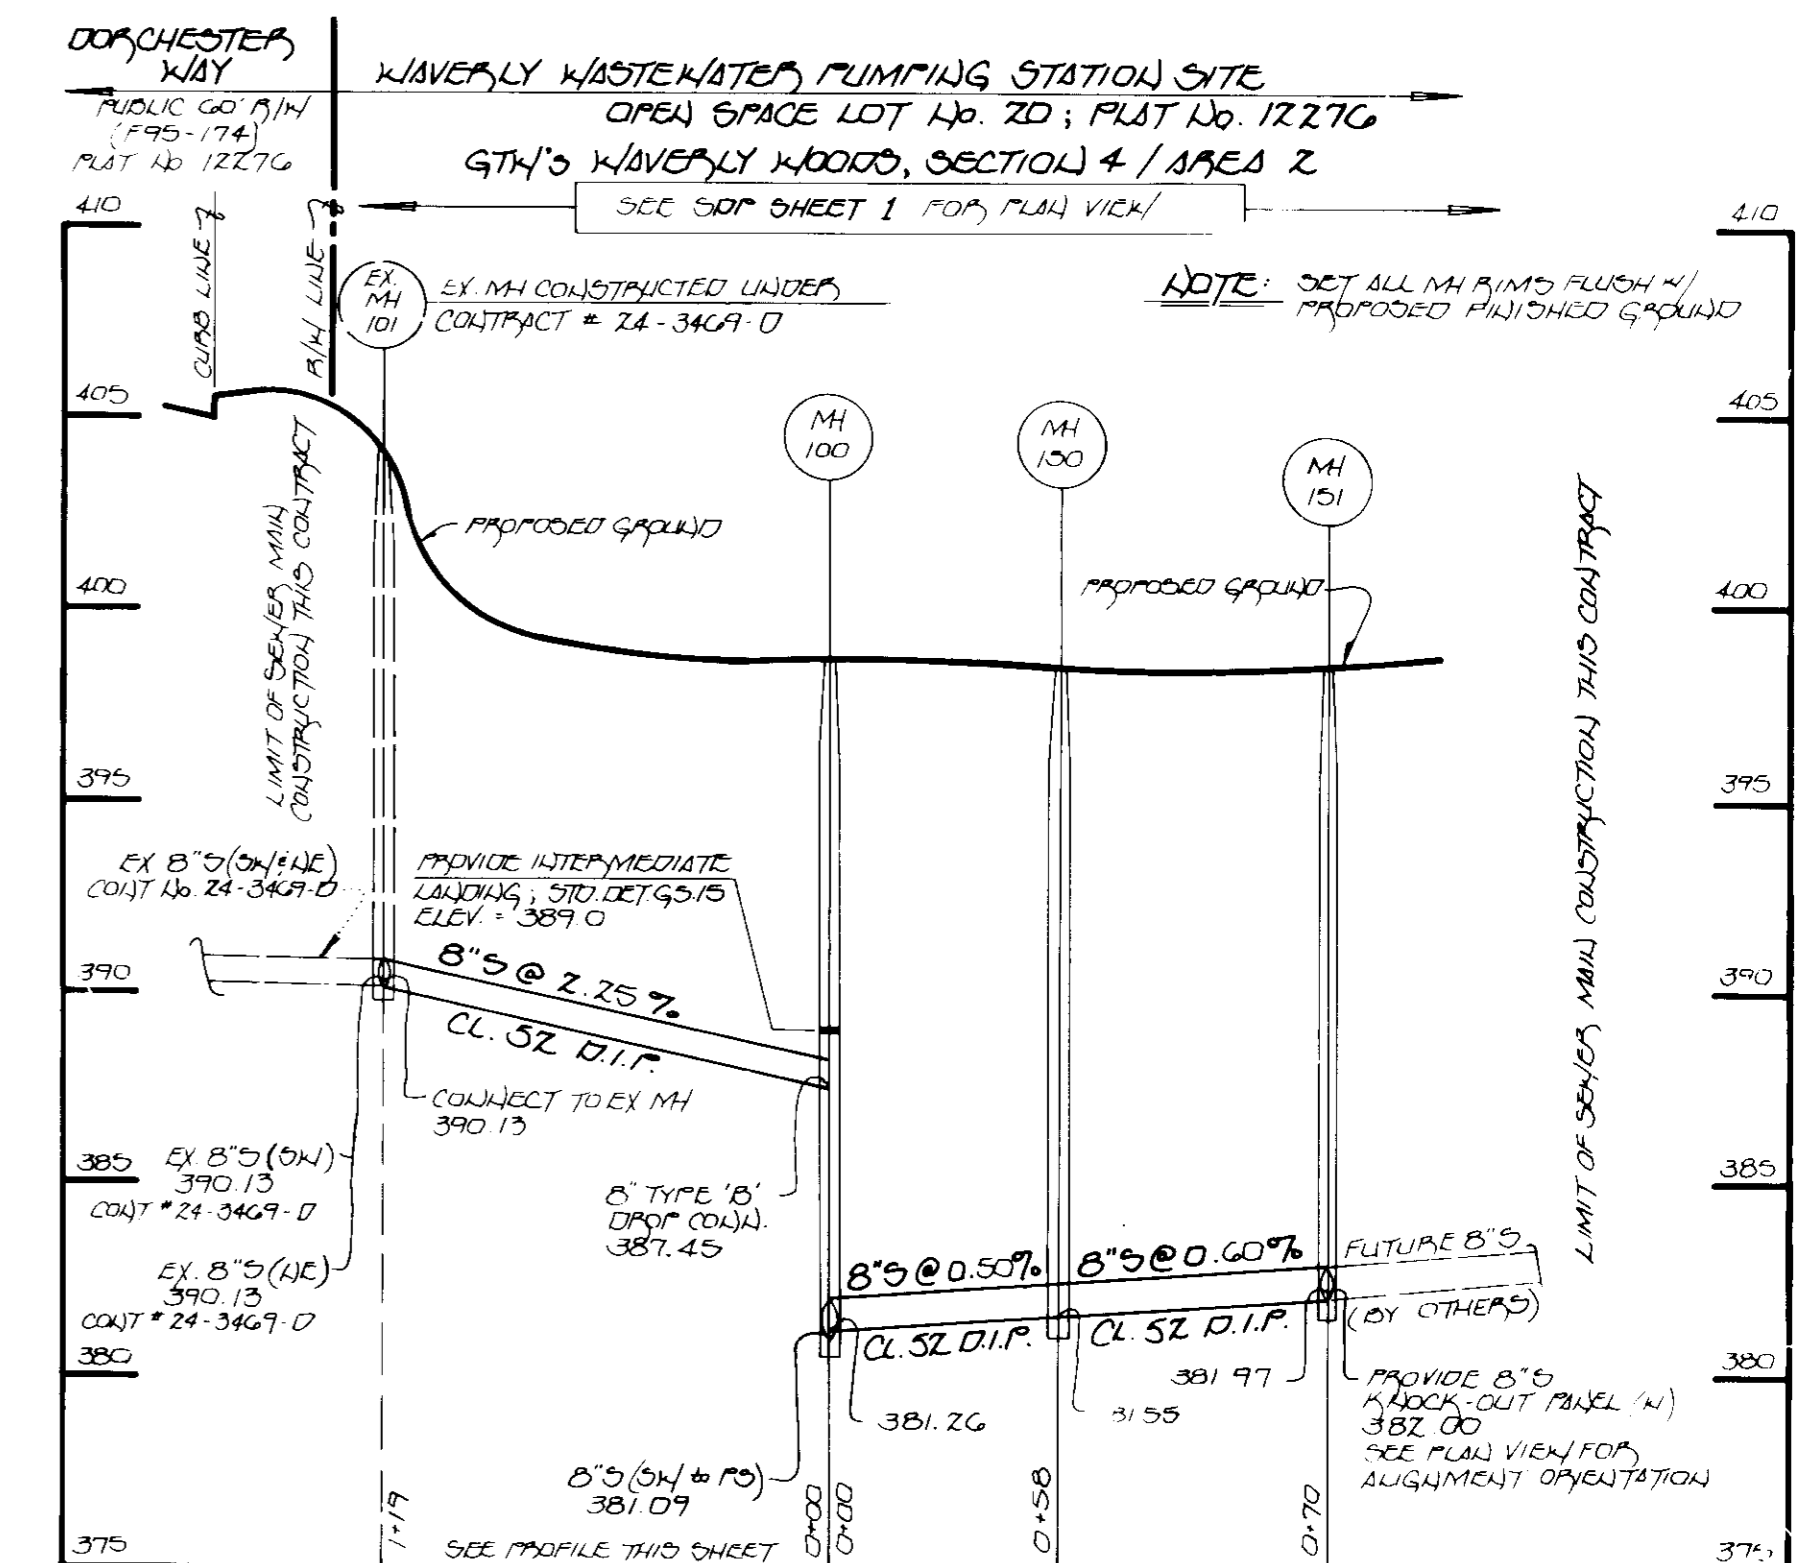 DORCHESTER
WAY
PUBLIC 60' R/W
(F95-174)
PLAT No 12276
WAVERLY WASTEWATER PUMPING STATION SITE
OPEN SPACE LOT No. 20 ; PLAT No. 12276
GTW'S WAVERLY WOODS, SECTION 4 / AREA 2
SEE SDP SHEET 1 FOR PLAN VIEW
410
410
CURB LINE
R/W LINE
EX.
MH
101
EX. MH CONSTRUCTED UNDER
CONTRACT # 24-3469-D
NOTE: SET ALL MH RIMS FLUSH W/
PROPOSED FINISHED GROUND
405
405
MH
100
MH
150
MH
151
LIMIT OF SEWER MAIN
CONSTRUCTION THIS CONTRACT
PROPOSED GROUND
PROPOSED GROUND
400
400
LIMIT OF SEWER MAIN CONSTRUCTION THIS CONTRACT
395
395
EX 8"S (SW & NE)
CONT No. 24-3469-D
PROVIDE INTERMEDIATE
LANDING ; STD. DET. G5.15
ELEV. = 389.0
390
390
8"S @ 2.25 %
CL. 52 D.I.P.
CONNECT TO EX MH
390.13
385
385
EX. 8"S (SW)
390.13
CONT # 24-3469-D
8" TYPE 'B'
DROP CONN.
387.45
EX. 8"S (NE)
390.13
CONT # 24-3469-D
8"S @ 0.50%
8"S @ 0.60%
FUTURE 8"S
(BY OTHERS)
CL. 52 D.I.P.
CL. 52 D.I.P.
380
380
381.26
3155
381 97
PROVIDE 8"S
KNOCK-OUT PANEL (W)
382.00
SEE PLAN VIEW FOR
ALIGNMENT ORIENTATION
8"S (SW to PS)
381.09
1+19
0+00
0+00
0+58
0+70
375
SEE PROFILE THIS SHEET
375